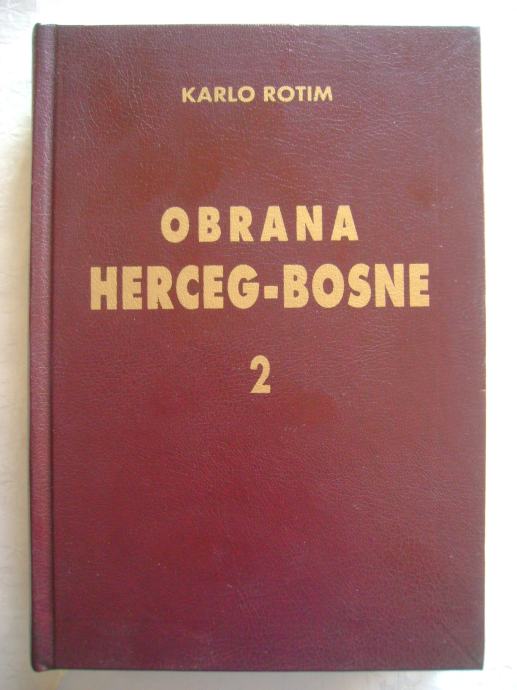 KARLO ROTIM
OBRANA
HERCEG-BOSNE
2